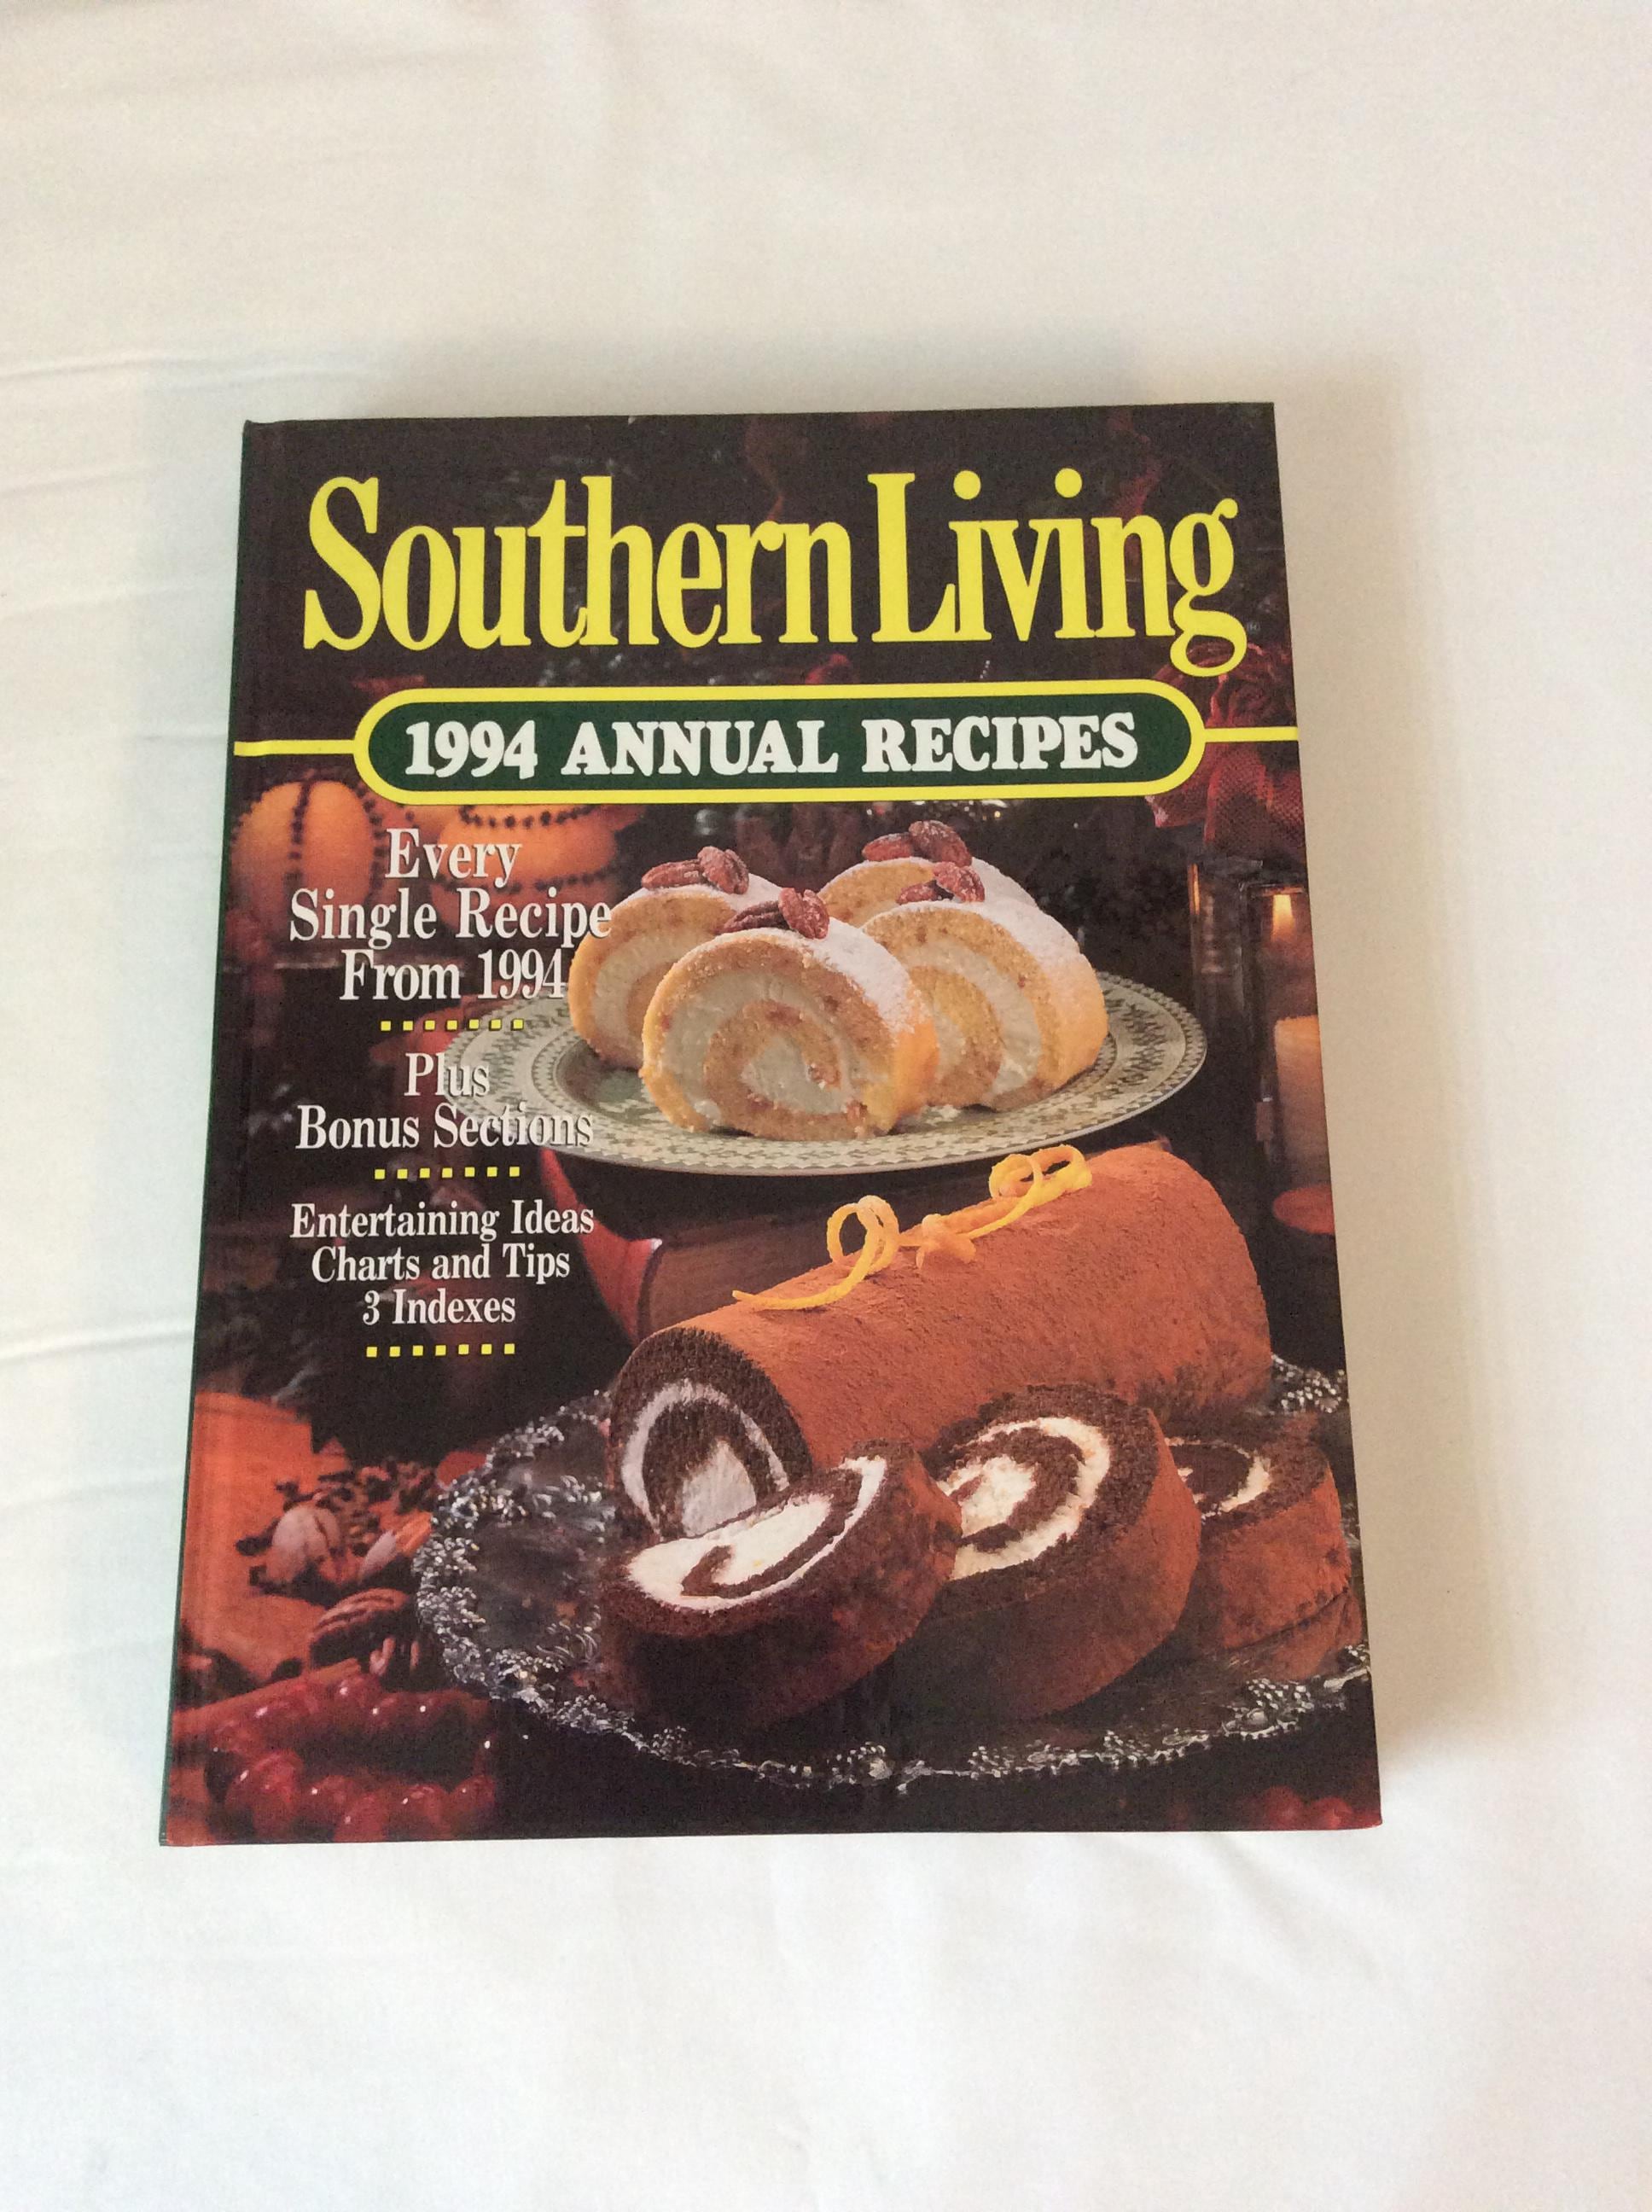 Southern Living
1994 ANNUAL RECIPES
Every
Single Recipe
From 1994
Plus
Bonus Sections
Entertaining Ideas
Charts and Tips
3 Indexes